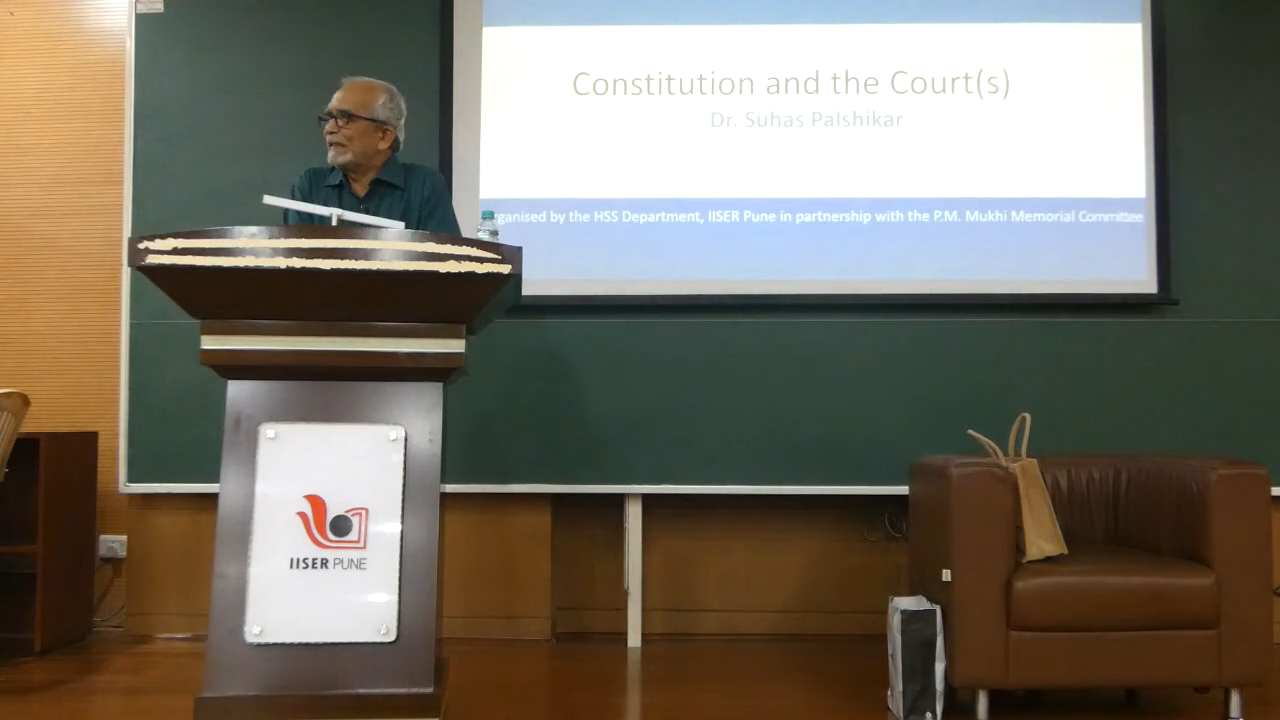 Constitution and the Court(s)
Dr. Suhas Palshikar
rganised by the HSS Department, IISER Pune in partnership with the P.M. Mukhi Memorial Committee
IISER PUNE